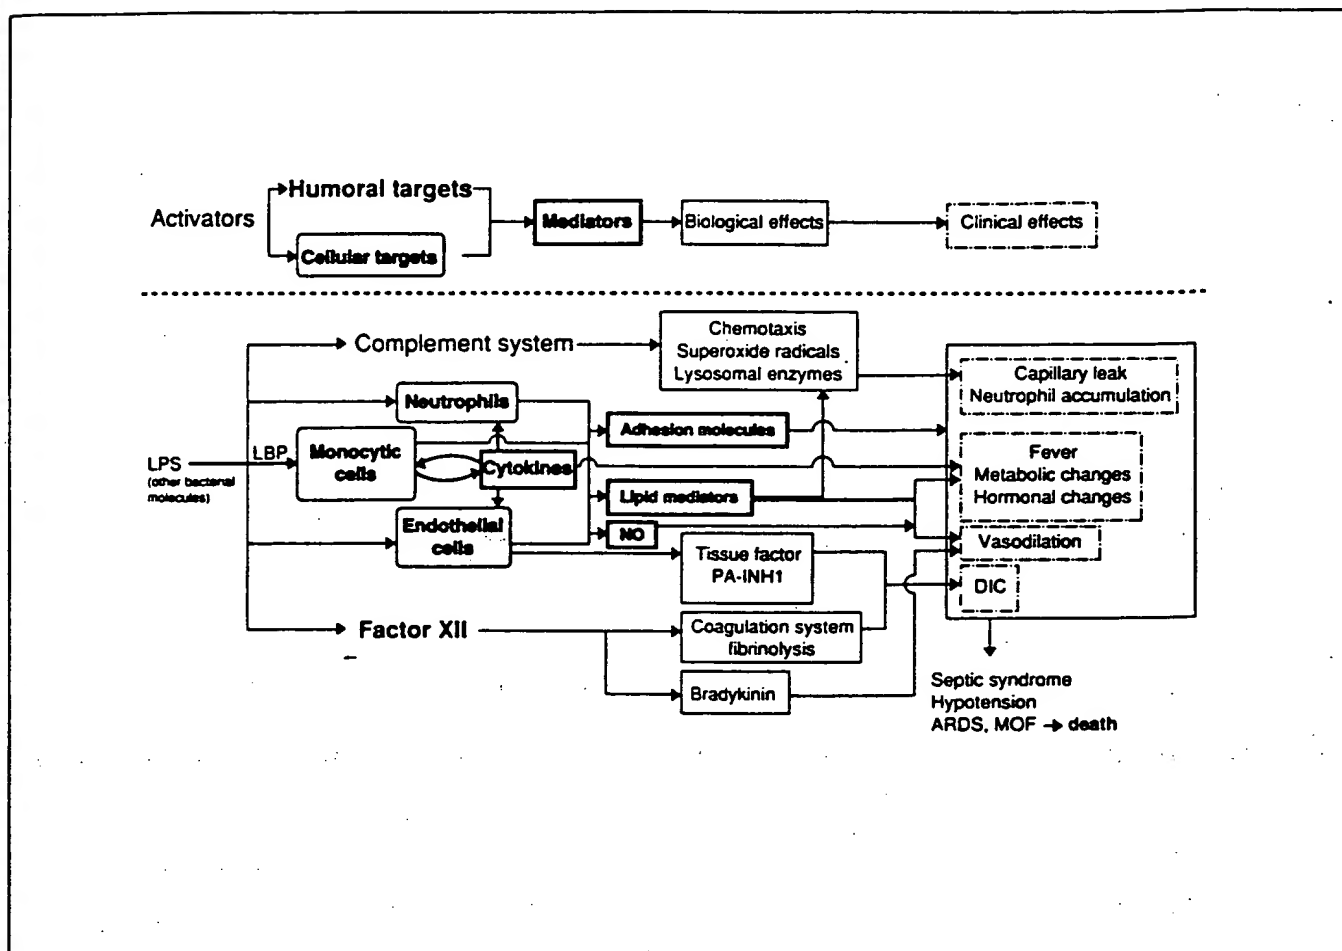 Activators
Humoral targets
Cellular targets
Mediators
Biological effects
Clinical effects
Complement system
Chemotaxis
Superoxide radicals
Lysosomal enzymes
Capillary leak
Neutrophil accumulation
Neutrophils
Adhesion molecules
LPS
(other bacterial
molecules)
LBP
Monocytic
cells
Cytokines
Fever
Metabolic changes
Hormonal changes
Lipid mediators
Endothelial
cells
NO
Vasodilation
Tissue factor
PA-INH1
DIC
Factor XII
Coagulation system
fibrinolysis
Bradykinin
Septic syndrome
Hypotension
ARDS, MOF → death